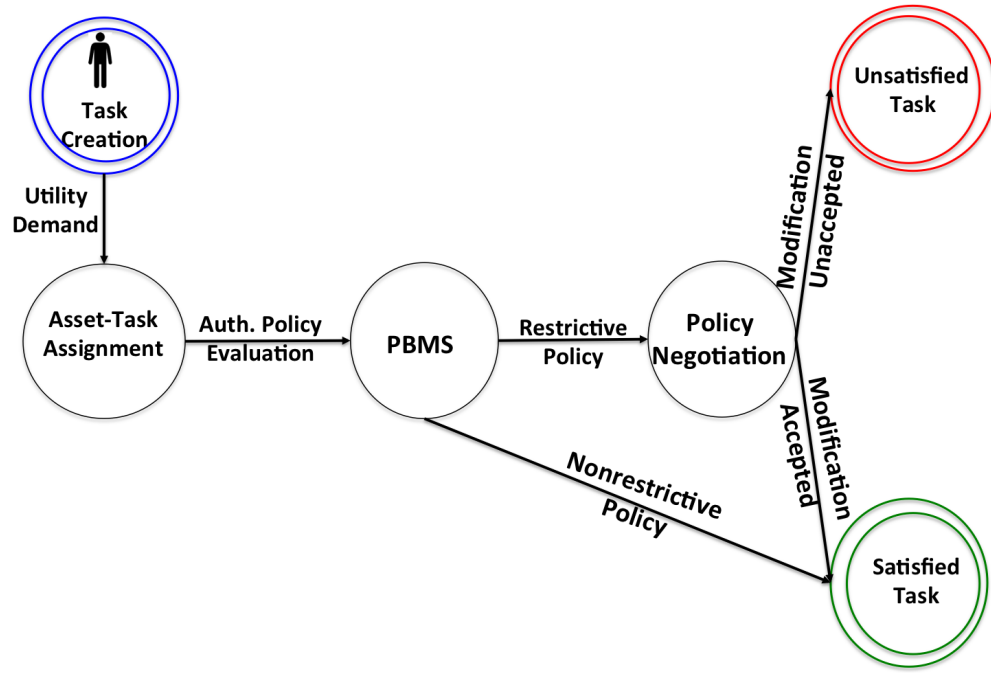 Task
Creation
Unsatisfied
Task
Utility
Demand
Modification
Unaccepted
Asset-Task
Assignment
Auth. Policy
Evaluation
PBMS
Restrictive
Policy
Policy
Negotiation
Modification
Accepted
Nonrestrictive
Policy
Satisfied
Task